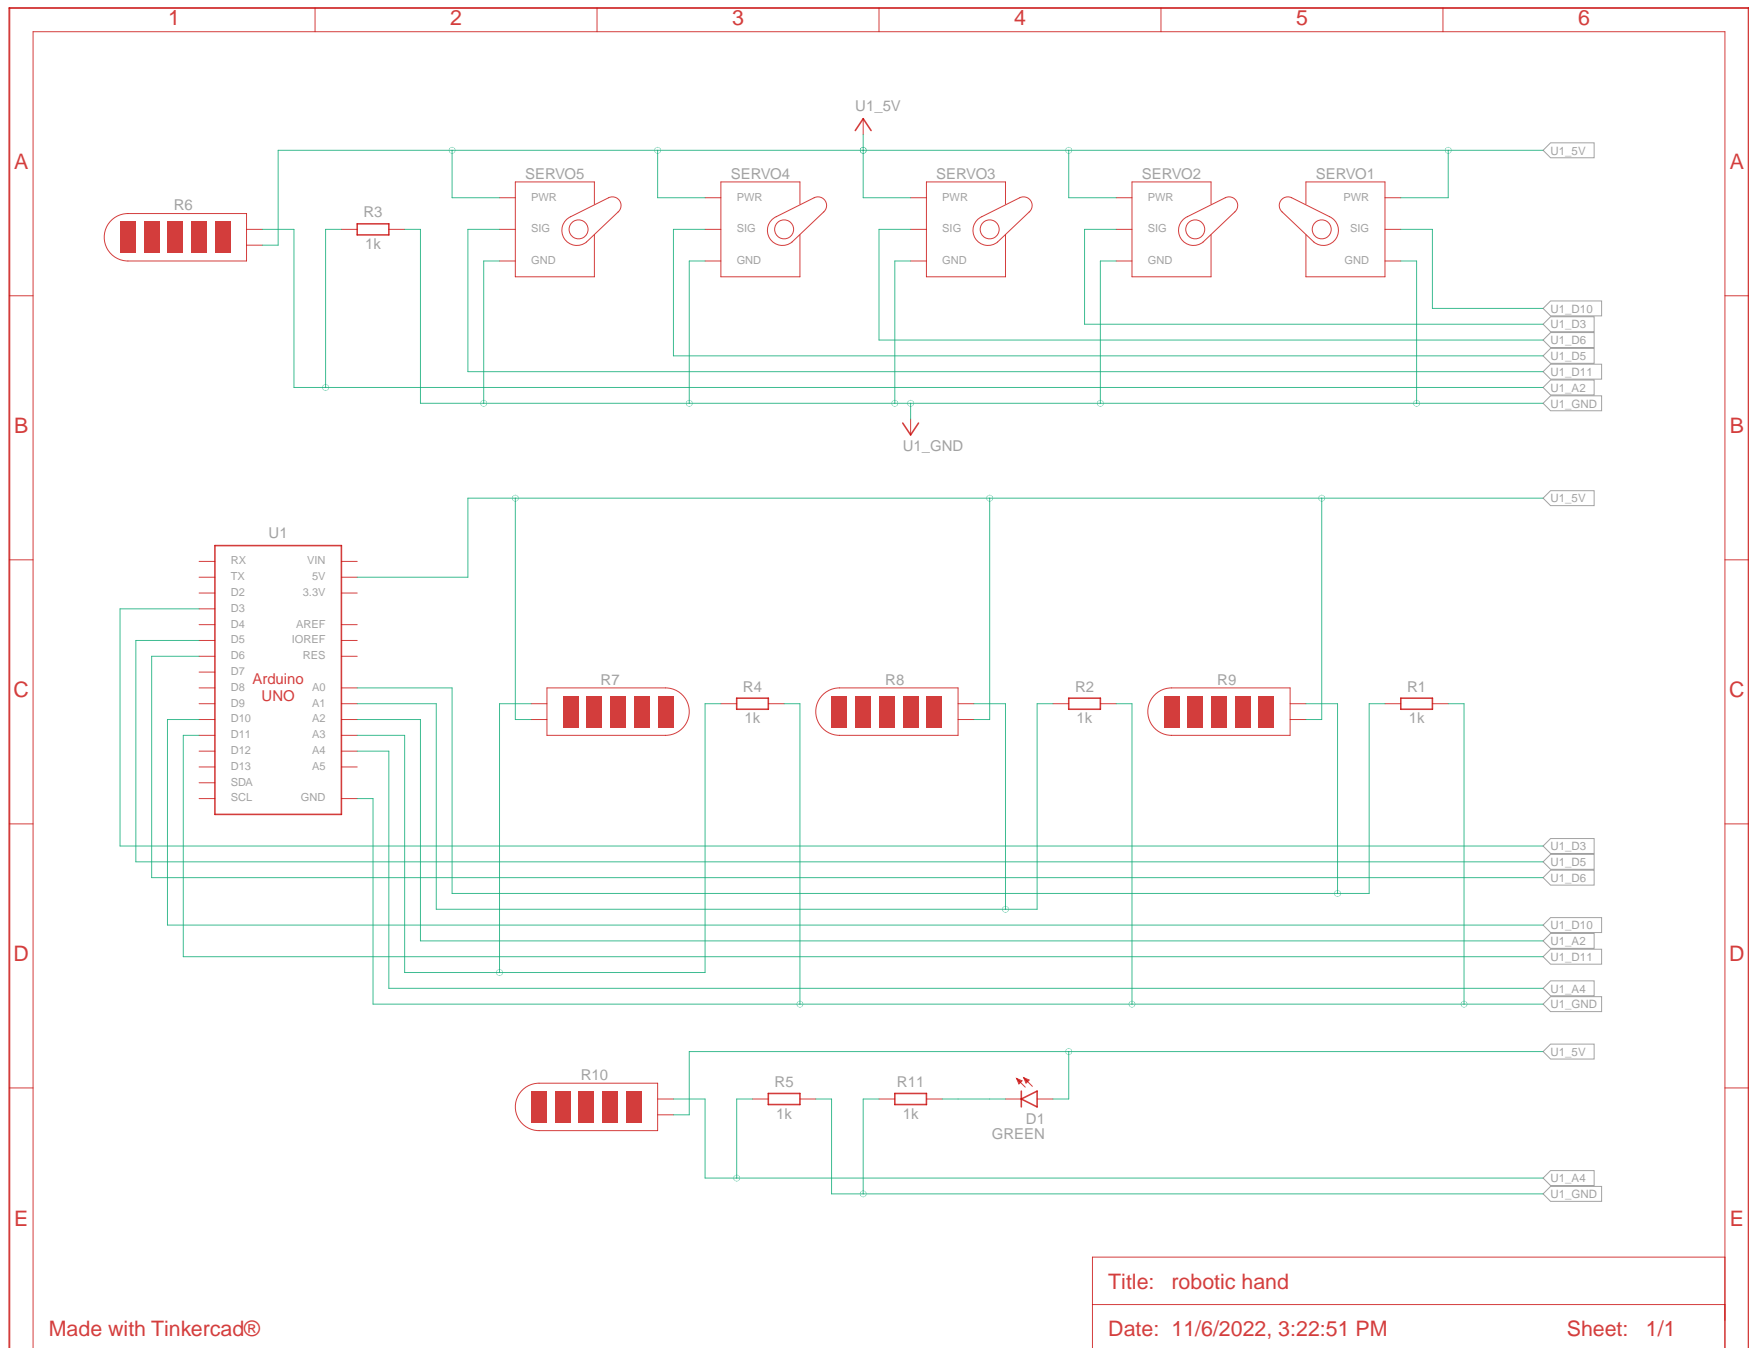 1 2 3 4 5 6
U1_5V
A A
U1_5V
SERVO5 SERVO4 SERVO3 SERVO2 SERVO1
PWR PWR PWR PWR PWR
R6 R3
SIG SIG SIG SIG SIG
1k
GND GND GND GND GND
U1_D10
U1_D3
U1_D6
U1_D5
U1_D11
U1_A2
U1_GND
B B
U1_GND
U1_5V
U1
RX VIN
TX 5V
D2 3.3V
D3
D4 AREF
D5 IOREF
D6 RES
D7
Arduino
D8 UNO A0
D9 A1
D10 A2
D11 A3
D12 A4
D13 A5
SDA
SCL GND
C C
R7 R4 R8 R2 R9 R1
1k 1k 1k
U1_D3
U1_D5
U1_D6
U1_D10
U1_A2
U1_D11
D D
U1_A4
U1_GND
U1_5V
R10 R5 R11
1k 1k
D1
GREEN
U1_A4
U1_GND
E E
Title: robotic hand
Made with Tinkercad®
Date: 11/6/2022, 3:22:51 PM Sheet: 1/1